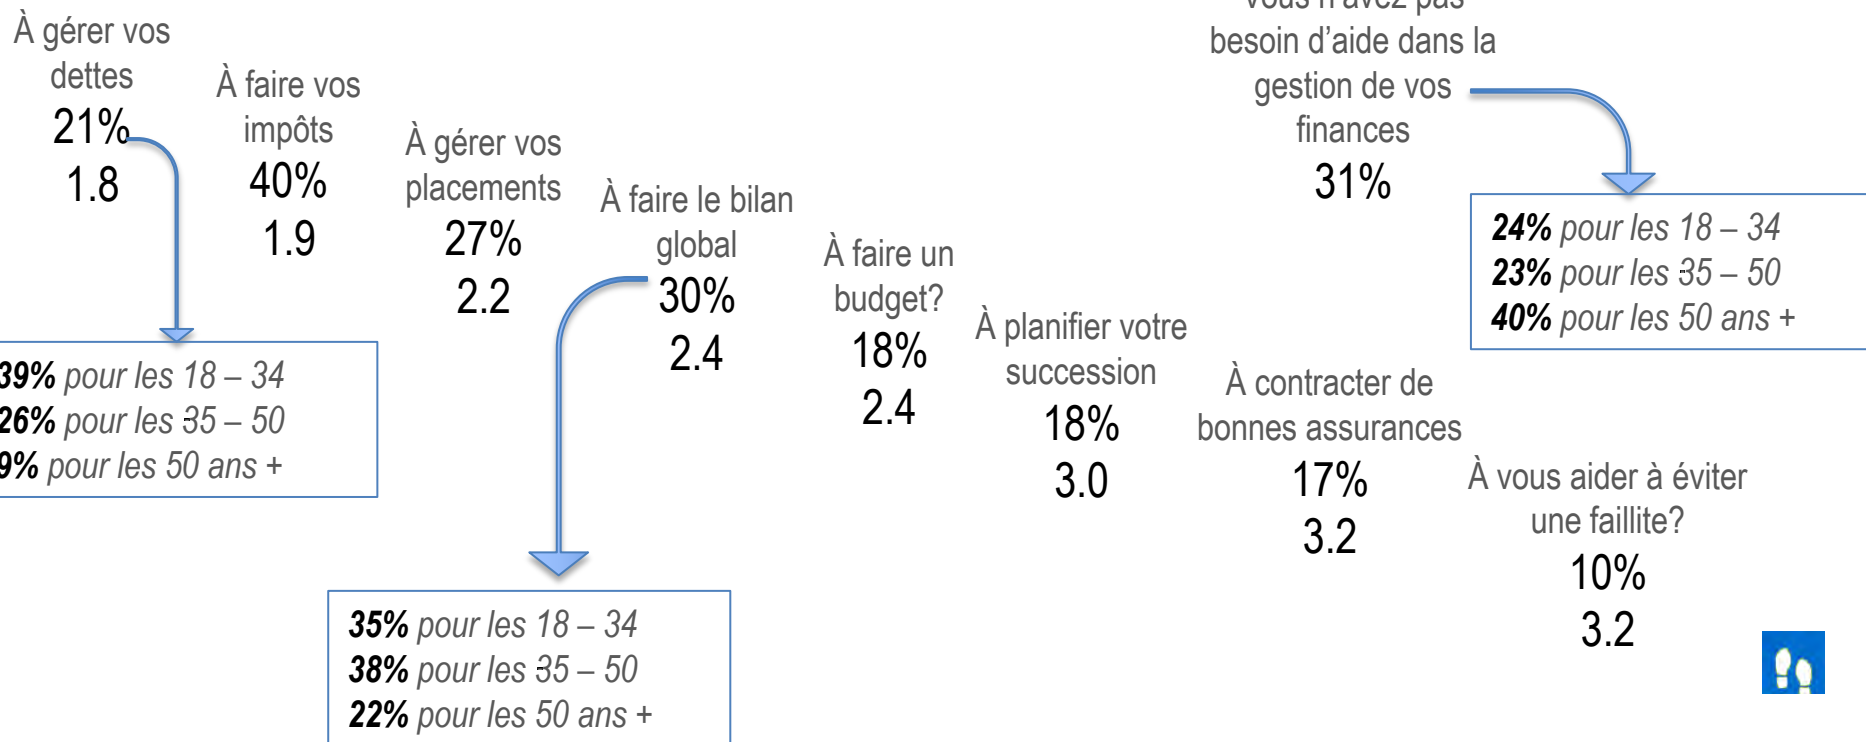 À gérer vos
dettes
21%
1.8
À faire vos
impôts
40%
1.9
À gérer vos
placements
27%
2.2
À faire le bilan
global
30%
2.4
À faire un
budget?
18%
2.4
À planifier votre
succession
18%
3.0
À contracter de
bonnes assurances
17%
3.2
À vous aider à éviter
une faillite?
10%
3.2
vous n'avez pas
besoin d'aide dans la
gestion de vos
finances
31%
24% pour les 18 – 34
23% pour les 35 – 50
40% pour les 50 ans +
39% pour les 18 – 34
26% pour les 35 – 50
9% pour les 50 ans +
35% pour les 18 – 34
38% pour les 35 – 50
22% pour les 50 ans +